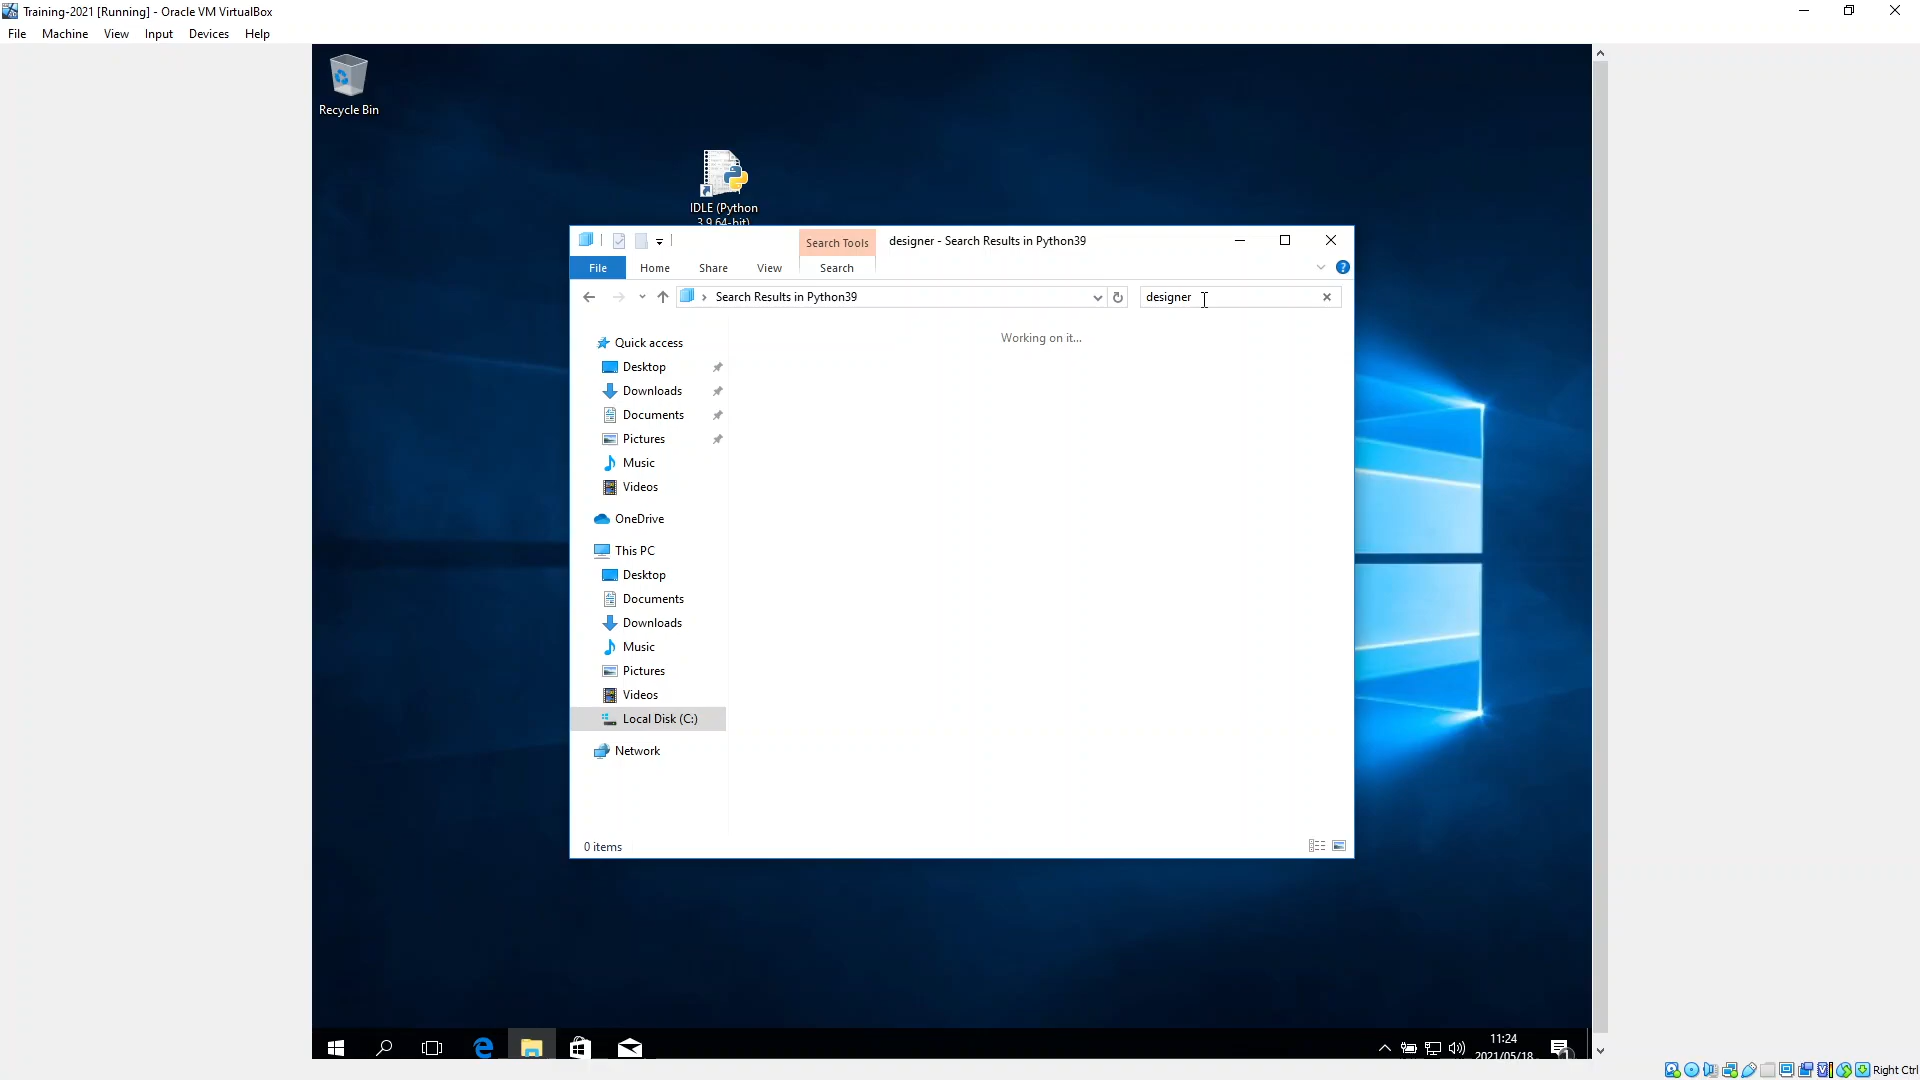 Training-2021 [Running] - Oracle VM VirtualBox
File Machine View Input Devices Help
Recycle Bin
IDLE (Python
3.9 64-bit)
Search Tools
designer - Search Results in Python39
File Home Share View Search
Search Results in Python39
designer
Working on it...
Quick access
Desktop
Downloads
Documents
Pictures
Music
Videos
OneDrive
This PC
Desktop
Documents
Downloads
Music
Pictures
Videos
Local Disk (C:)
Network
0 items
11:24
2021/05/18
1
Right Ctrl